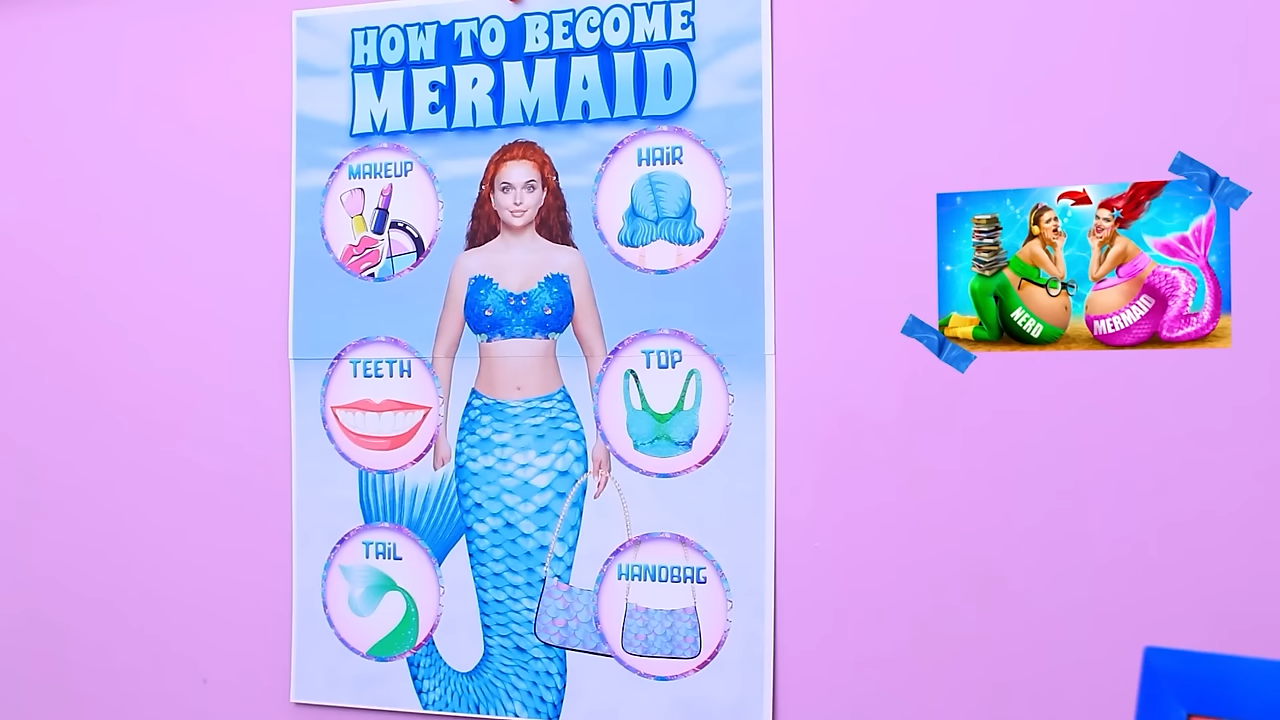 HOW TO BECOME
MERMAID
MAKEUP
HAIR
TEETH
TOP
TAIL
HANDBAG
NERD
MERMAID